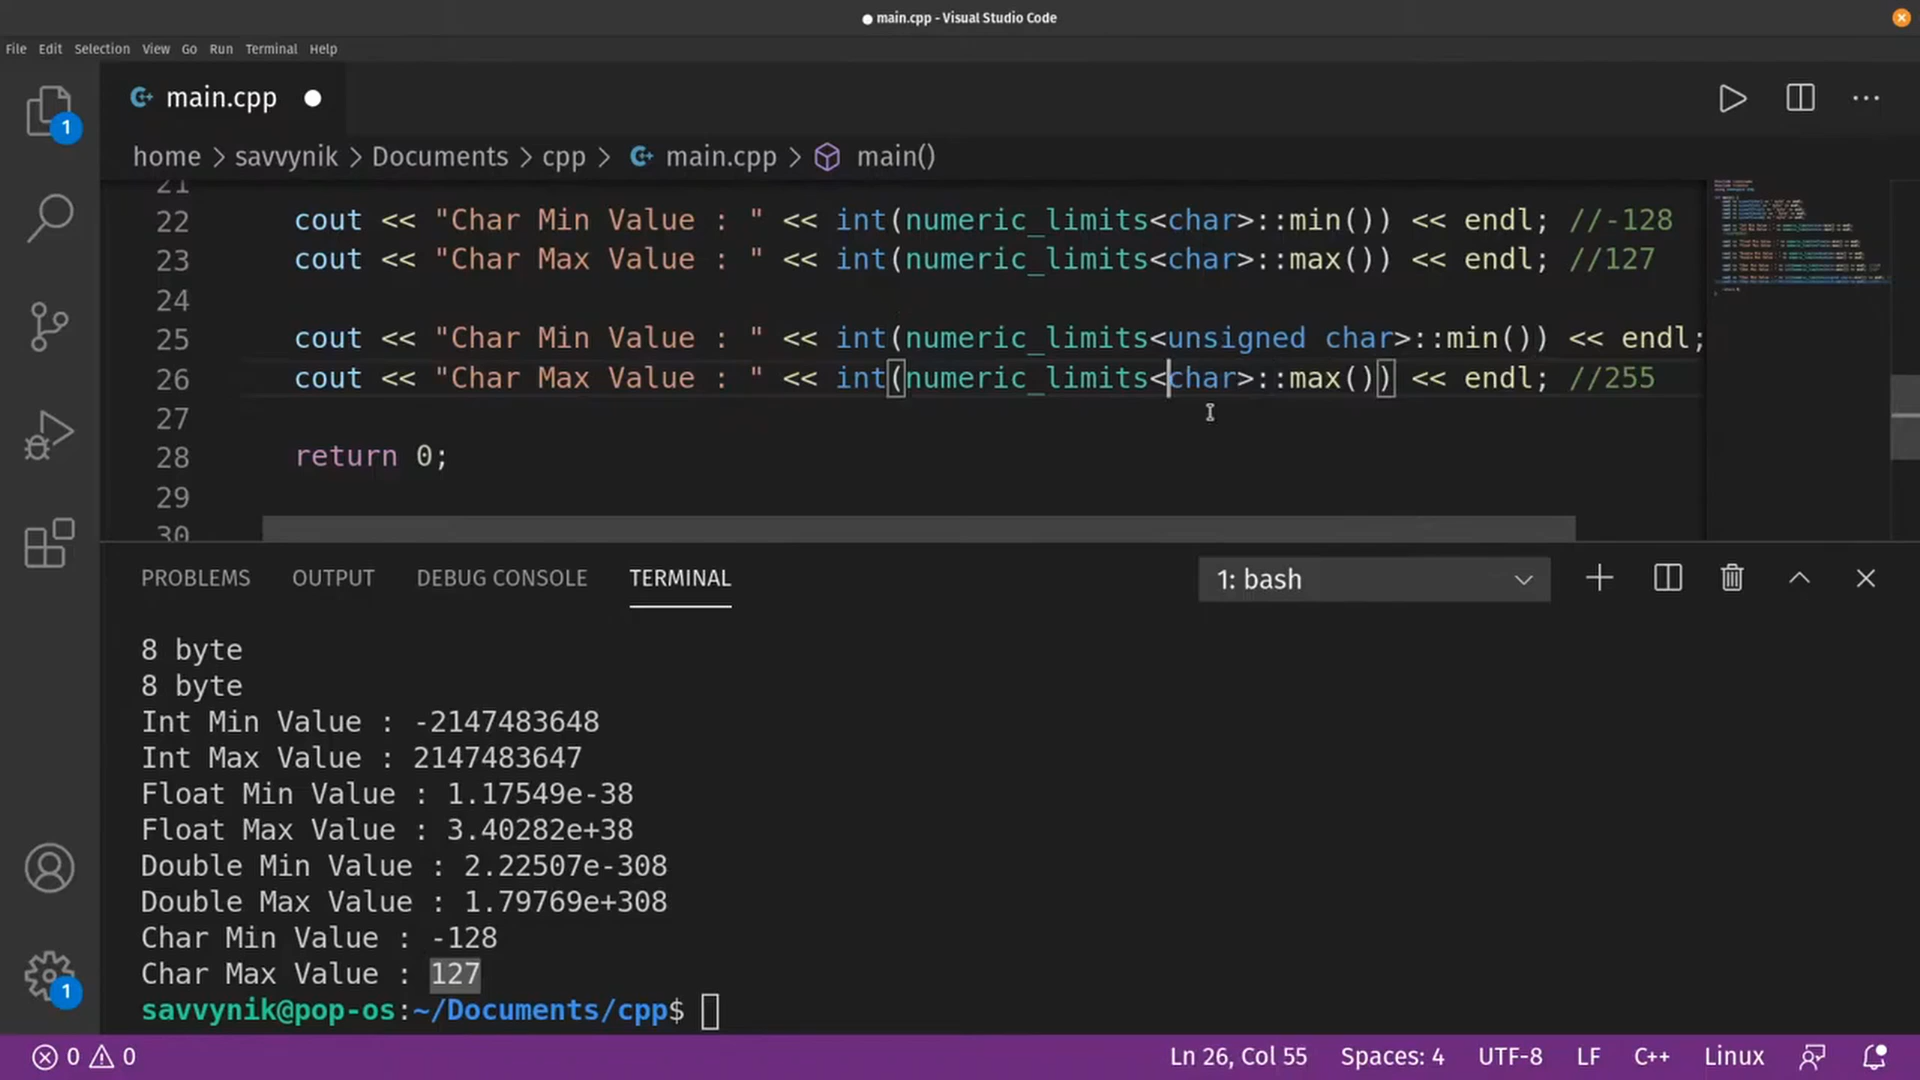 main.cpp - Visual Studio Code
File Edit Selection View Go Run Terminal Help
main.cpp
home > savvynik > Documents > cpp > main.cpp > main()
21
22 cout << "Char Min Value : " << int(numeric_limits<char>::min()) << endl; //-128
23 cout << "Char Max Value : " << int(numeric_limits<char>::max()) << endl; //127
24
25 cout << "Char Min Value : " << int(numeric_limits<unsigned char>::min()) << endl;
26 cout << "Char Max Value : " << int(numeric_limits<char>::max()) << endl; //255
27
28 return 0;
29
30
1
PROBLEMS OUTPUT DEBUG CONSOLE TERMINAL 1: bash
8 byte
8 byte
Int Min Value : -2147483648
Int Max Value : 2147483647
Float Min Value : 1.17549e-38
Float Max Value : 3.40282e+38
Double Min Value : 2.22507e-308
Double Max Value : 1.79769e+308
Char Min Value : -128
Char Max Value : 127
savvynik@pop-os:~/Documents/cpp$
1
0 0 Ln 26, Col 55 Spaces: 4 UTF-8 LF C++ Linux